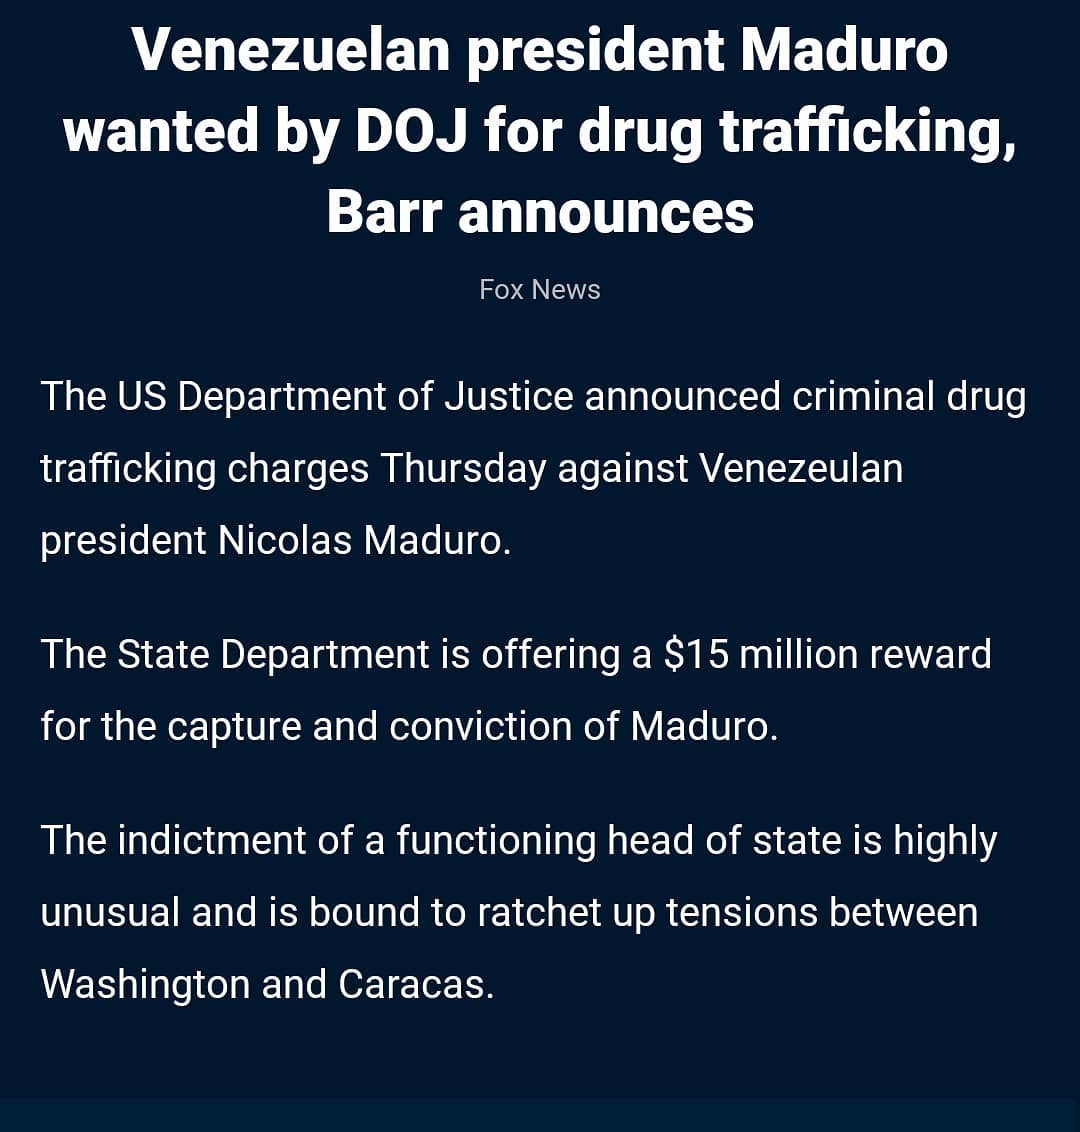 Venezuelan president Maduro
wanted by DOJ for drug trafficking,
Barr announces
Fox News
The US Department of Justice announced criminal drug
trafficking charges Thursday against Venezeulan
president Nicolas Maduro.
The State Department is offering a $15 million reward
for the capture and conviction of Maduro.
The indictment of a functioning head of state is highly
unusual and is bound to ratchet up tensions between
Washington and Caracas.